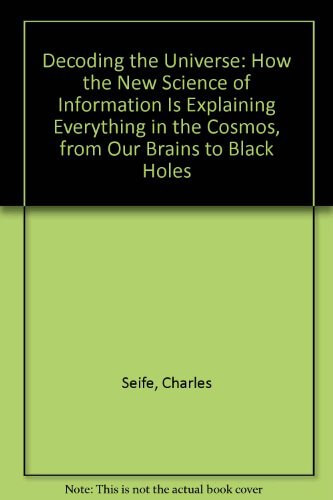 Decoding the Universe: How
the New Science of
Information Is Explaining
Everything in the Cosmos,
from Our Brains to Black
Holes
Seife, Charles
Note: This is not the actual book cover